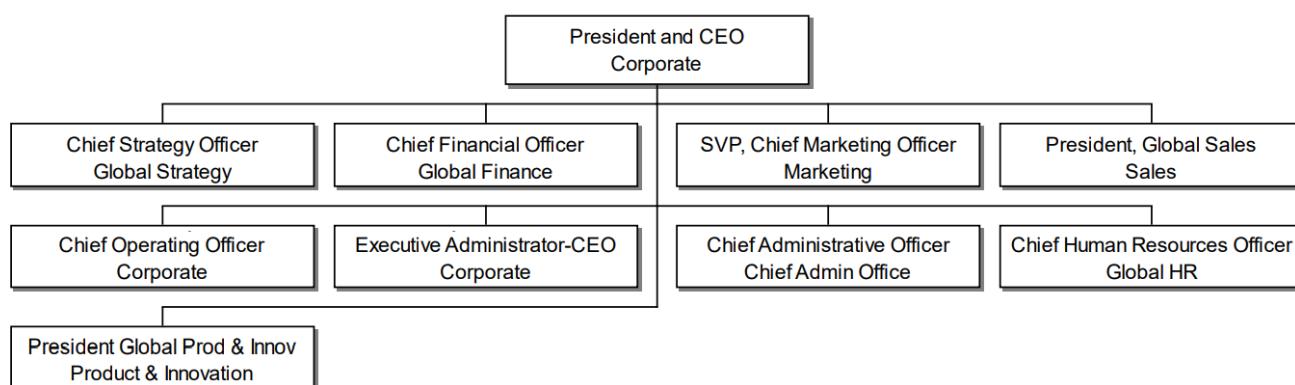 President and CEO
Corporate
Chief Strategy Officer
Global Strategy
Chief Financial Officer
Global Finance
SVP, Chief Marketing Officer
Marketing
President, Global Sales
Sales
Chief Operating Officer
Corporate
Executive Administrator-CEO
Corporate
Chief Administrative Officer
Chief Admin Office
Chief Human Resources Officer
Global HR
President Global Prod & Innov
Product & Innovation